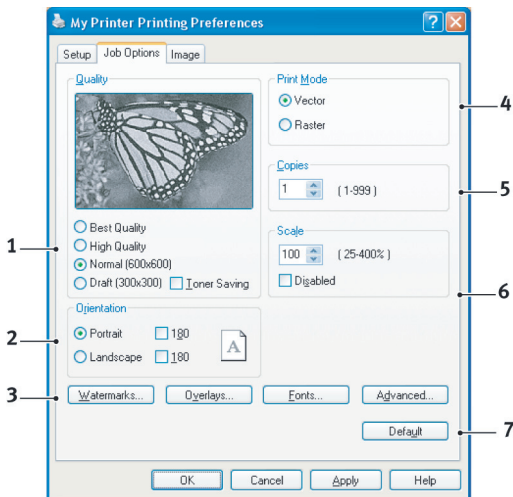 My Printer Printing Preferences
Setup Job Options Image
Quality
Best Quality
High Quality
Normal (600x600)
Draft (300x300) Toner Saving
Orientation
Portrait 180
Landscape 180
A
Print Mode
Vector
Raster
Copies
1 (1-999)
Scale
100 (25-400%)
Disabled
Watermarks... Overlays... Fonts... Advanced...
Default
OK Cancel Apply Help
1
2
3
4
5
6
7